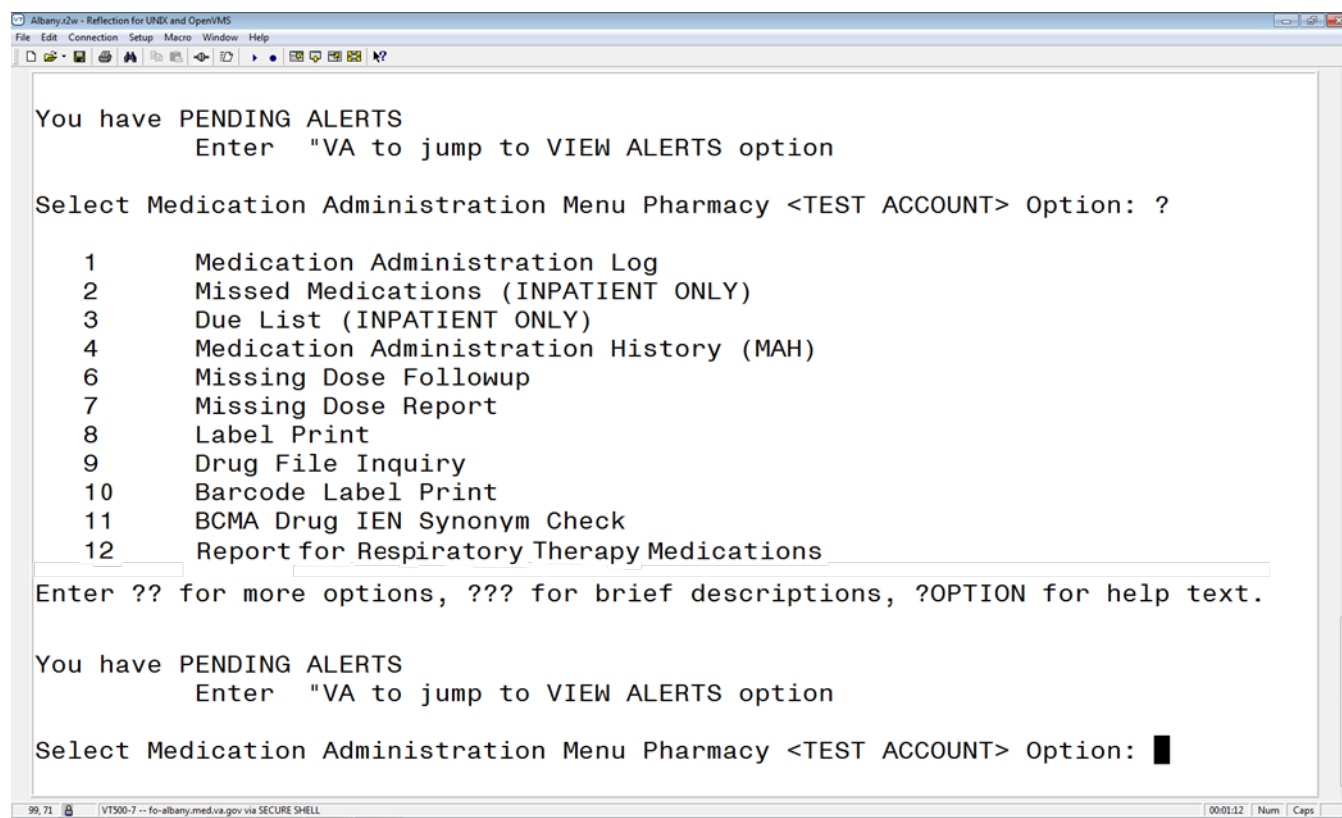 Albany.r2w - Reflection for UNIX and OpenVMS
File Edit Connection Setup Macro Window Help
You have PENDING ALERTS
Enter "VA to jump to VIEW ALERTS option
Select Medication Administration Menu Pharmacy <TEST ACCOUNT> Option: ?
1 Medication Administration Log
2 Missed Medications (INPATIENT ONLY)
3 Due List (INPATIENT ONLY)
4 Medication Administration History (MAH)
6 Missing Dose Followup
7 Missing Dose Report
8 Label Print
9 Drug File Inquiry
10 Barcode Label Print
11 BCMA Drug IEN Synonym Check
12 Report for Respiratory Therapy Medications
Enter ?? for more options, ??? for brief descriptions, ?OPTION for help text.
You have PENDING ALERTS
Enter "VA to jump to VIEW ALERTS option
Select Medication Administration Menu Pharmacy <TEST ACCOUNT> Option:
99, 71 VT500-7 -- fo-albany.med.va.gov via SECURE SHELL 00:01:12 Num Caps